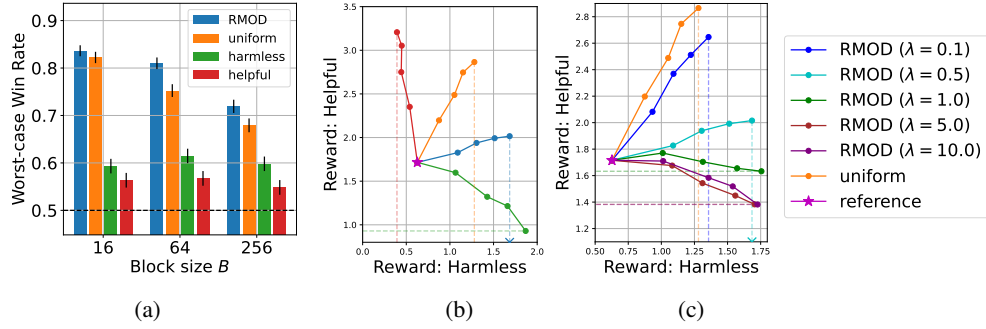 Worst-case Win Rate
0.9
0.8
0.7
0.6
0.5
16 64 256
Block size B
RMOD
uniform
harmless
helpful
(a)
Reward: Helpful
3.5
3.0
2.5
2.0
1.5
1.0
0.0 0.5 1.0 1.5 2.0
Reward: Harmless
(b)
Reward: Helpful
2.8
2.6
2.4
2.2
2.0
1.8
1.6
1.4
1.2
0.50 0.75 1.00 1.25 1.50 1.75
Reward: Harmless
(c)
RMOD (λ = 0.1)
RMOD (λ = 0.5)
RMOD (λ = 1.0)
RMOD (λ = 5.0)
RMOD (λ = 10.0)
uniform
reference